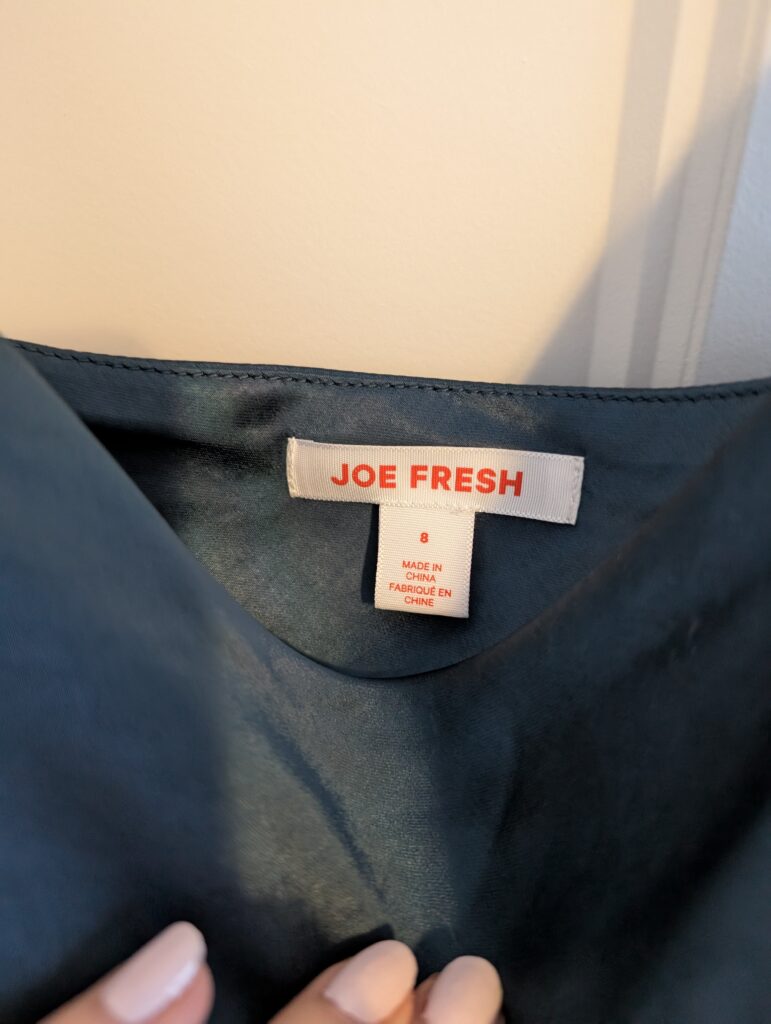 JOE FRESH
8
MADE IN
CHINA
FABRIQUÉ EN
CHINE